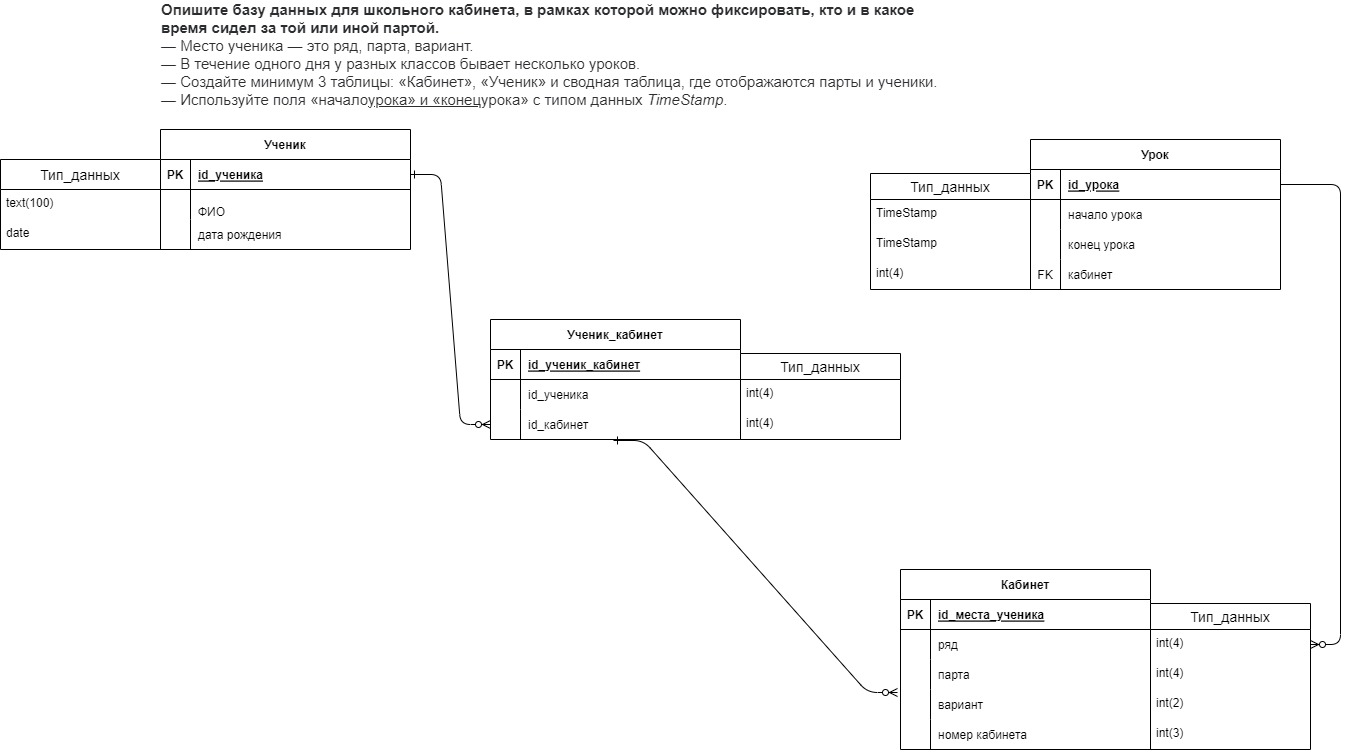 Опишите базу данных для школьного кабинета, в рамках которой можно фиксировать, кто и в какое
время сидел за той или иной партой.
— Место ученика — это ряд, парта, вариант.
— В течение одного дня у разных классов бывает несколько уроков.
— Создайте минимум 3 таблицы: «Кабинет», «Ученик» и сводная таблица, где отображаются парты и ученики.
— Используйте поля «началоурока» и «конецурока» с типом данных TimeStamp.
Ученик
Тип_данных PK id_ученика
text(100) ФИО
date дата рождения
Урок
Тип_данных PK id_урока
TimeStamp начало урока
TimeStamp конец урока
int(4) FK кабинет
Ученик_кабинет
PK id_ученик_кабинет Тип_данных
id_ученика int(4)
id_кабинет int(4)
Кабинет
PK id_места_ученика Тип_данных
ряд int(4)
парта int(4)
вариант int(2)
номер кабинета int(3)